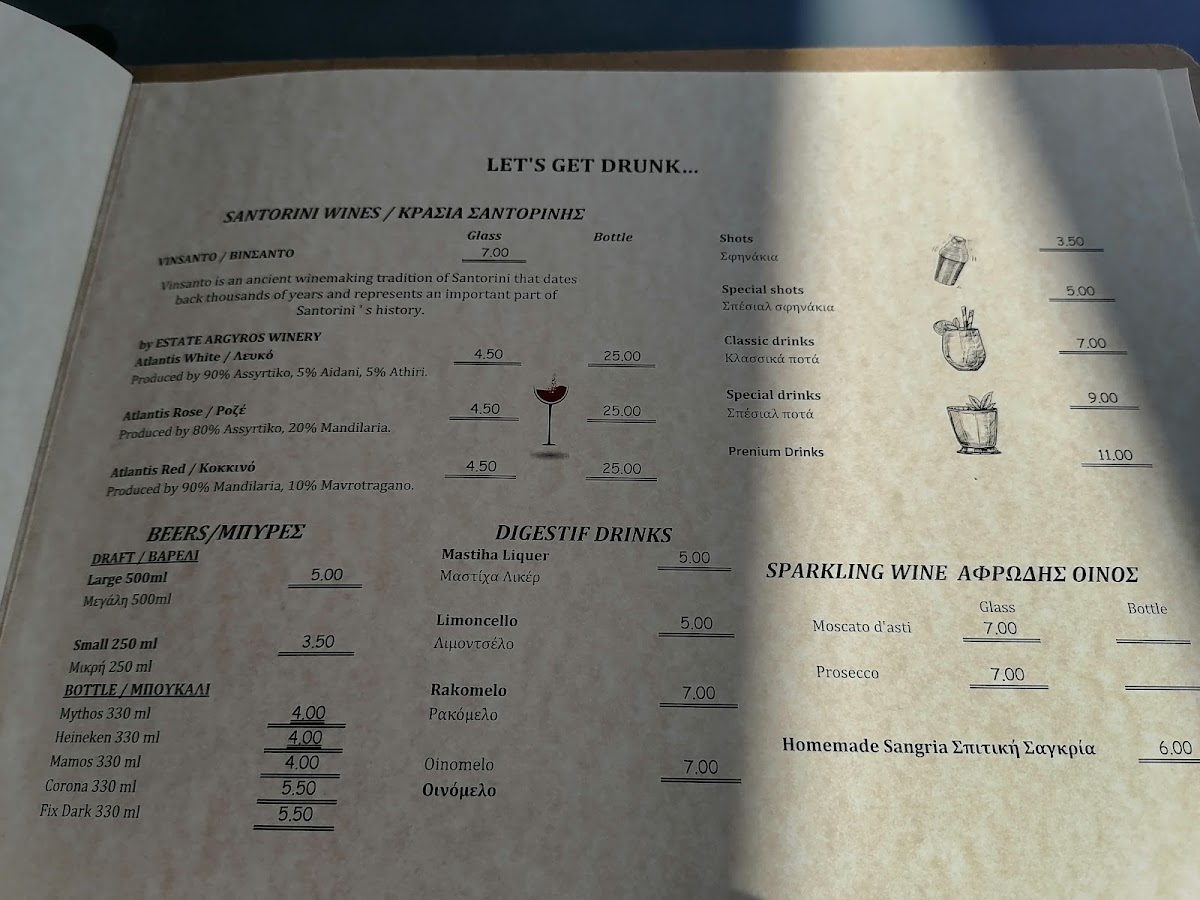 LET'S GET DRUNK...
SANTORINI WINES / ΚΡΑΣΙΑ ΣΑΝΤΟΡΙΝΗΣ
Glass Bottle
VINSANTO / ΒΙΝΣΑΝΤΟ 7.00
Vinsanto is an ancient winemaking tradition of Santorini that dates
back thousands of years and represents an important part of
Santorini ' s history.
by ESTATE ARGYROS WINERY
Atlantis White / Λευκό 4.50 25.00
Produced by 90% Assyrtiko, 5% Aidani, 5% Athiri.
Atlantis Rose / Ροζέ 4.50 25.00
Produced by 80% Assyrtiko, 20% Mandilaria.
Atlantis Red / Κοκκινό 4.50 25.00
Produced by 90% Mandilaria, 10% Mavrotragano.
Shots 3.50
Σφηνάκια
Special shots 5.00
Σπέσιαλ σφηνάκια
Classic drinks 7.00
Κλασσικά ποτά
Special drinks 9.00
Σπέσιαλ ποτά
Prenium Drinks 11.00
BEERS/ΜΠΥΡΕΣ
DRAFT / ΒΑΡΕΛΙ
Large 500ml 5.00
Μεγάλη 500ml
Small 250 ml 3.50
Μικρή 250 ml
BOTTLE / ΜΠΟΥΚΑΛΙ
Mythos 330 ml 4.00
Heineken 330 ml 4.00
Mamos 330 ml 4.00
Corona 330 ml 5.50
Fix Dark 330 ml 5.50
DIGESTIF DRINKS
Mastiha Liquer 5.00
Μαστίχα Λικέρ
Limoncello 5.00
Λιμοντσέλο
Rakomelo 7.00
Ρακόμελο
Oinomelo 7.00
Οινόμελο
SPARKLING WINE ΑΦΡΩΔΗΣ ΟΙΝΟΣ
Glass Bottle
Moscato d'asti 7.00
Prosecco 7.00
Homemade Sangria Σπιτική Σαγκρία 6.00